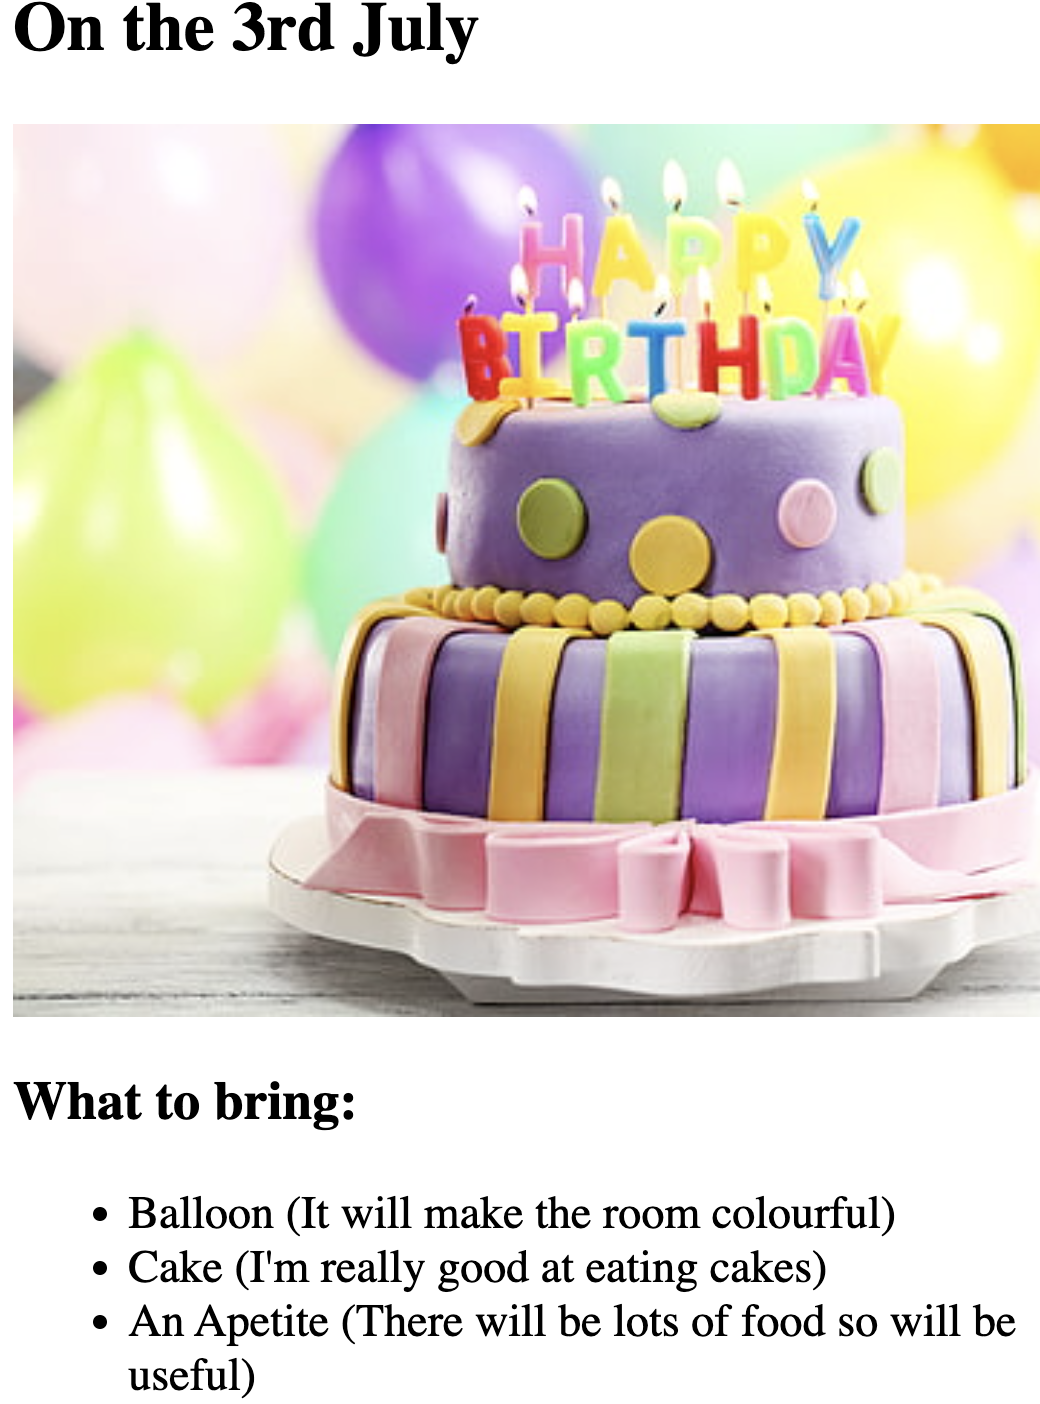 On the 3rd July
HAPPY
BIRTHDAY
What to bring:
• Balloon (It will make the room colourful)
• Cake (I'm really good at eating cakes)
• An Apetite (There will be lots of food so will be
useful)